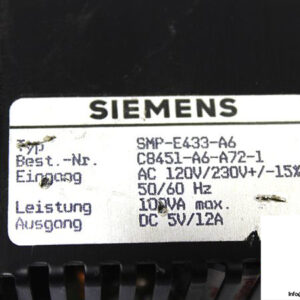 SIEMENS
Typ SMP-E433-A6
Best.-Nr. C8451-A6-A72-1
Eingang AC 120V/230V+/-15%
50/60 Hz
Leistung 100VA max.
Ausgang DC 5V/12A